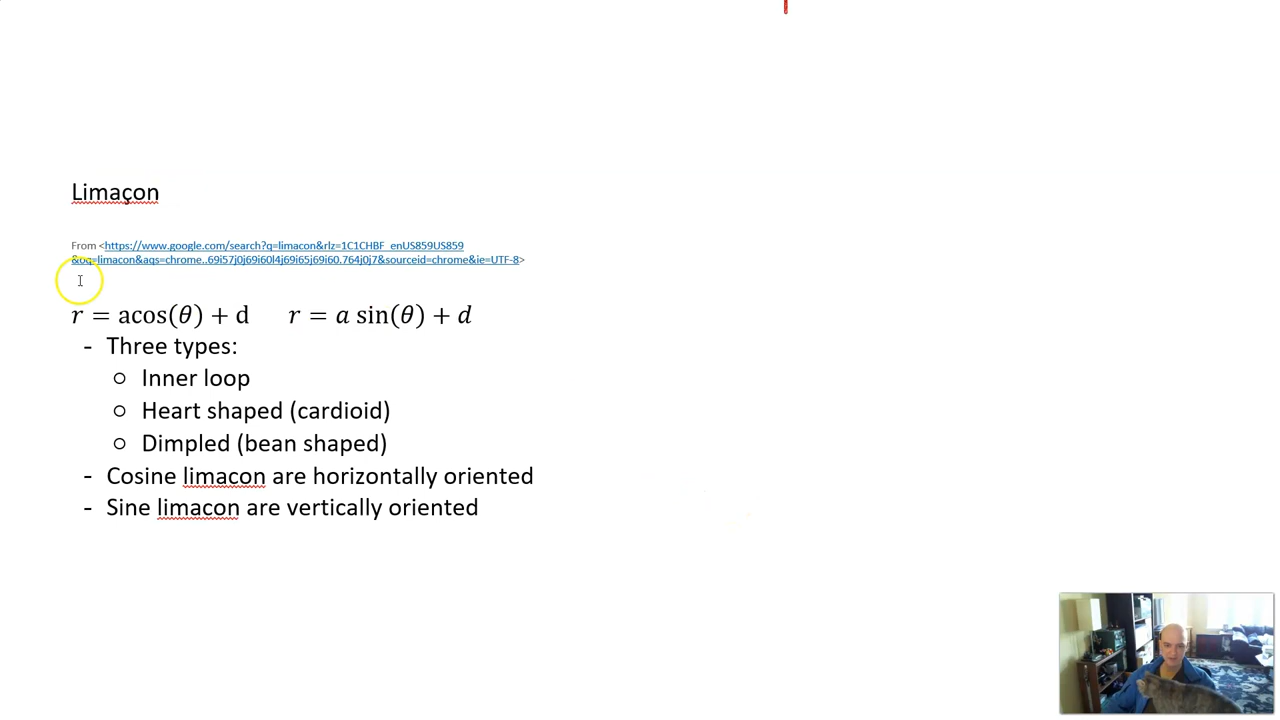 Limaçon
From <https://www.google.com/search?q=limacon&rlz=1C1CHBF_enUS859US859
&oq=limacon&aqs=chrome..69i57j0j69i60l4j69i65j69i60.764j0j7&sourceid=chrome&ie=UTF-8>
r = acos(θ) + d r = a sin(θ) + d
- Three types:
○ Inner loop
○ Heart shaped (cardioid)
○ Dimpled (bean shaped)
- Cosine limacon are horizontally oriented
- Sine limacon are vertically oriented